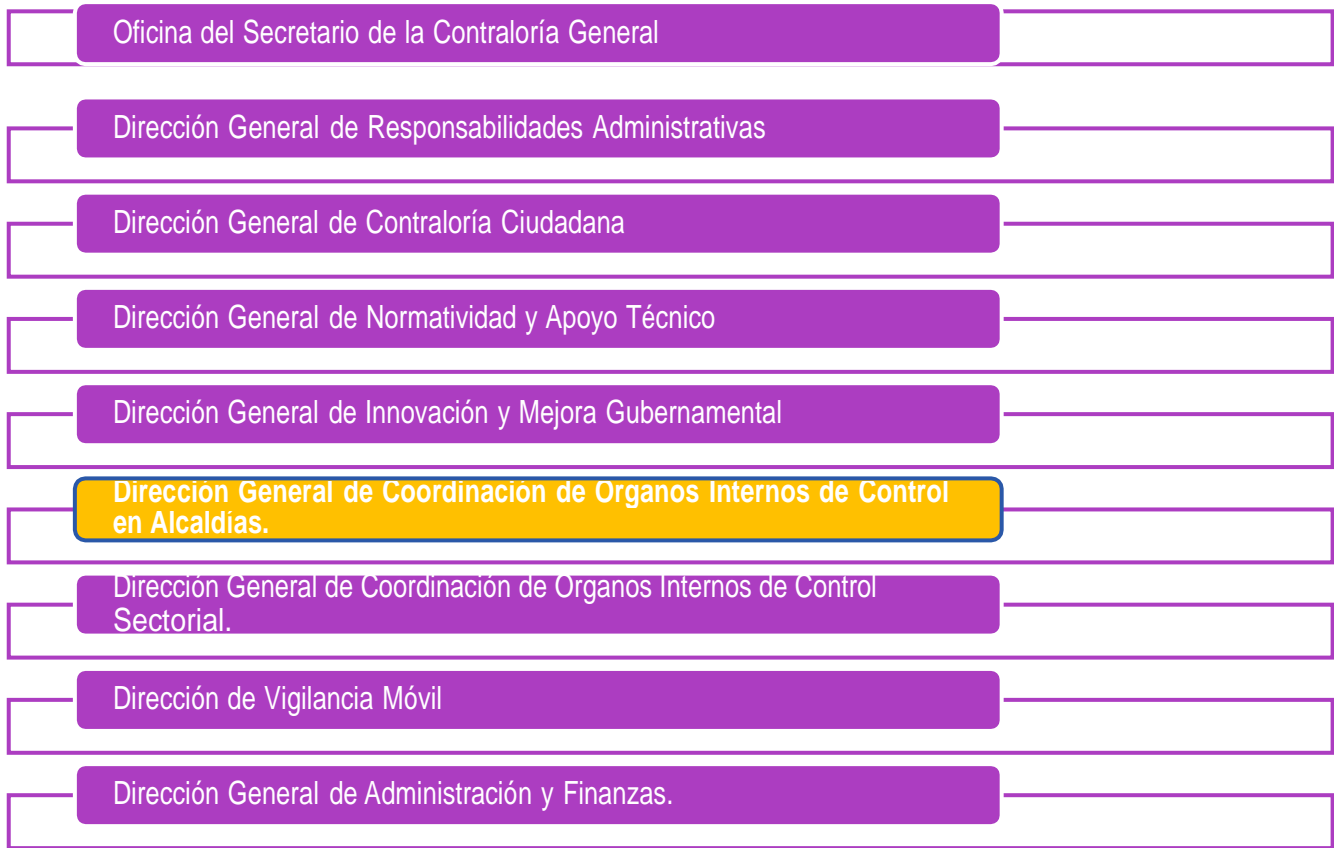 Oficina del Secretario de la Contraloría General
Dirección General de Responsabilidades Administrativas
Dirección General de Contraloría Ciudadana
Dirección General de Normatividad y Apoyo Técnico
Dirección General de Innovación y Mejora Gubernamental
Dirección General de Coordinación de Organos Internos de Control
en Alcaldías.
Dirección General de Coordinación de Organos Internos de Control
Sectorial.
Dirección de Vigilancia Móvil
Dirección General de Administración y Finanzas.